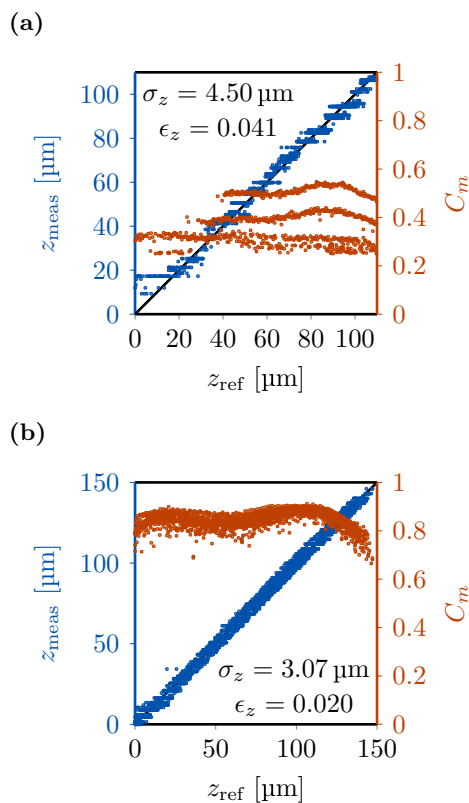 (a)
σ_z = 4.50 µm
ϵ_z = 0.041
z_meas [µm]
0
20
40
60
80
100
C_m
0
0.2
0.4
0.6
0.8
1
0 20 40 60 80 100
z_ref [µm]
(b)
σ_z = 3.07 µm
ϵ_z = 0.020
z_meas [µm]
0
50
100
150
C_m
0
0.2
0.4
0.6
0.8
1
0 50 100 150
z_ref [µm]